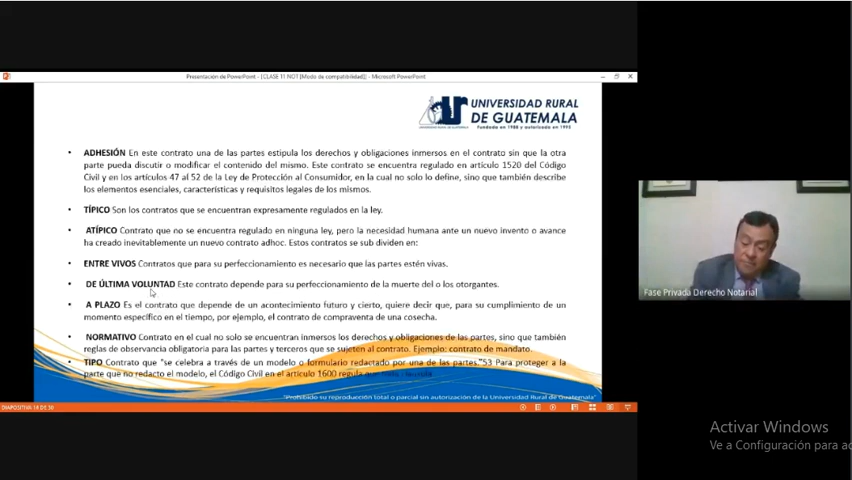 Presentación de PowerPoint - [CLASE 11 NOT [Modo de compatibilidad] - Microsoft PowerPoint
UNIVERSIDAD RURAL
DE GUATEMALA
Fundada en 1988 y autorizada en 1995
• ADHESIÓN En este contrato una de las partes estipula los derechos y obligaciones inmersos en el contrato sin que la otra
parte pueda discutir o modificar el contenido del mismo. Este contrato se encuentra regulado en artículo 1520 del Código
Civil y en los artículos 47 al 52 de la Ley de Protección al Consumidor, en la cual no solo lo define, sino que también describe
los elementos esenciales, características y requisitos legales de los mismos.
• TÍPICO Son los contratos que se encuentran expresamente regulados en la ley.
• ATÍPICO Contrato que no se encuentra regulado en ninguna ley, pero la necesidad humana ante un nuevo invento o avance
ha creado inevitablemente un nuevo contrato adhoc. Estos contratos se sub dividen en:
• ENTRE VIVOS Contratos que para su perfeccionamiento es necesario que las partes estén vivas.
• DE ÚLTIMA VOLUNTAD Este contrato depende para su perfeccionamiento de la muerte del o los otorgantes.
• A PLAZO Es el contrato que depende de un acontecimiento futuro y cierto, quiere decir que, para su cumplimiento de un
momento específico en el tiempo, por ejemplo, el contrato de compraventa de una cosecha.
• NORMATIVO Contrato en el cual no solo se encuentran inmersos los derechos y obligaciones de las partes, sino que también
reglas de observancia obligatoria para las partes y terceros que se sujeten al contrato. Ejemplo: contrato de mandato.
• TIPO Contrato que "se celebra a través de un modelo o formulario redactado por una de las partes."53 Para proteger a la
parte que no redacto el modelo, el Código Civil en el artículo 1600 regula que
"Prohibido su reproducción total o parcial sin autorización de la Universidad Rural de Guatemala"
DIAPOSITIVA 14 DE 30
Fase Privada Derecho Notarial
Activar Windows
Ve a Configuración para ac